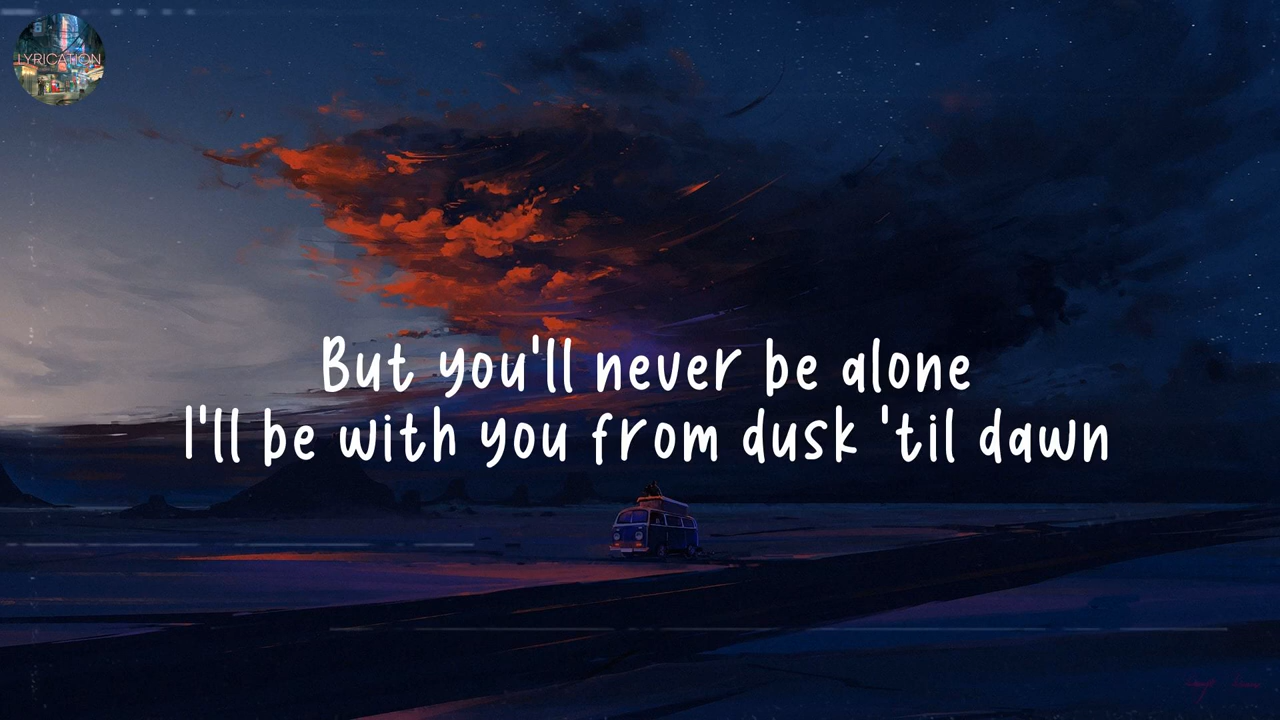 LYRICATION
But you'll never be alone
I'll be with you from dusk 'til dawn